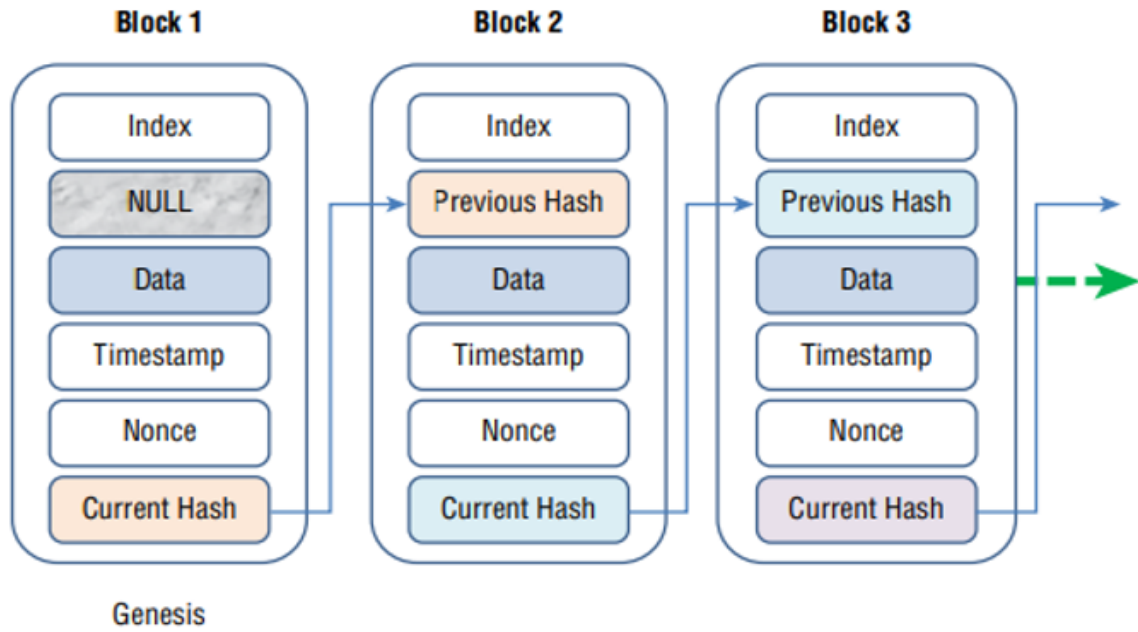 Block 1
Block 2
Block 3
Index
NULL
Data
Timestamp
Nonce
Current Hash
Index
Previous Hash
Data
Timestamp
Nonce
Current Hash
Index
Previous Hash
Data
Timestamp
Nonce
Current Hash
Genesis